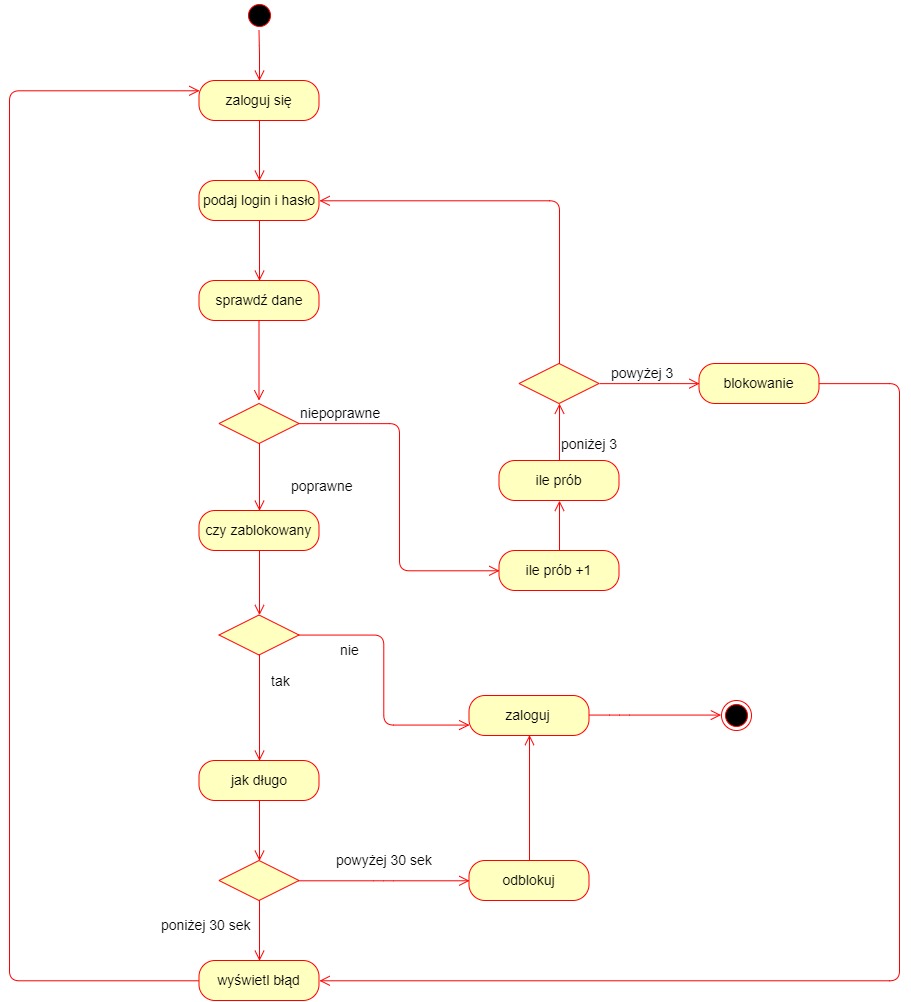 zaloguj się
podaj login i hasło
sprawdź dane
powyżej 3
blokowanie
niepoprawne
poniżej 3
ile prób
poprawne
czy zablokowany
ile prób +1
nie
tak
zaloguj
jak długo
powyżej 30 sek
odblokuj
poniżej 30 sek
wyświetl błąd